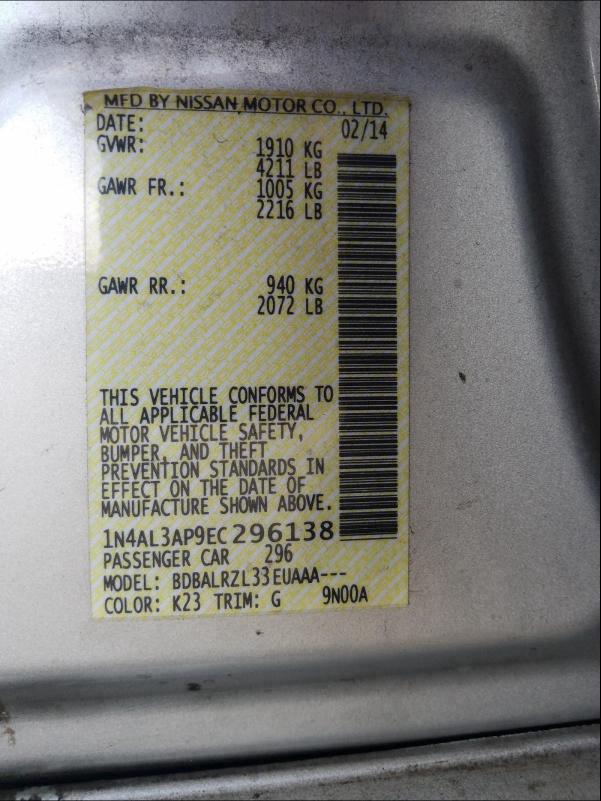 MFD BY NISSAN MOTOR CO., LTD.
DATE: 02/14
GVWR: 1910 KG
4211 LB
GAWR FR.: 1005 KG
2216 LB
GAWR RR.: 940 KG
2072 LB
THIS VEHICLE CONFORMS TO
ALL APPLICABLE FEDERAL
MOTOR VEHICLE SAFETY,
BUMPER, AND THEFT
PREVENTION STANDARDS IN
EFFECT ON THE DATE OF
MANUFACTURE SHOWN ABOVE.
1N4AL3AP9EC296138
PASSENGER CAR 296
MODEL: BDBALRZL33EUAAA---
COLOR: K23 TRIM: G 9N00A